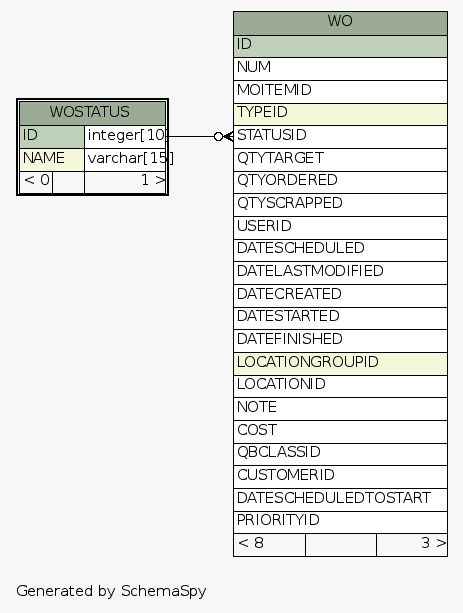 WOSTATUS
ID integer[10]
NAME varchar[15]
< 0 1 >
WO
ID
NUM
MOITEMID
TYPEID
STATUSID
QTYTARGET
QTYORDERED
QTYSCRAPPED
USERID
DATESCHEDULED
DATELASTMODIFIED
DATECREATED
DATESTARTED
DATEFINISHED
LOCATIONGROUPID
LOCATIONID
NOTE
COST
QBCLASSID
CUSTOMERID
DATESCHEDULEDTOSTART
PRIORITYID
< 8 3 >
Generated by SchemaSpy